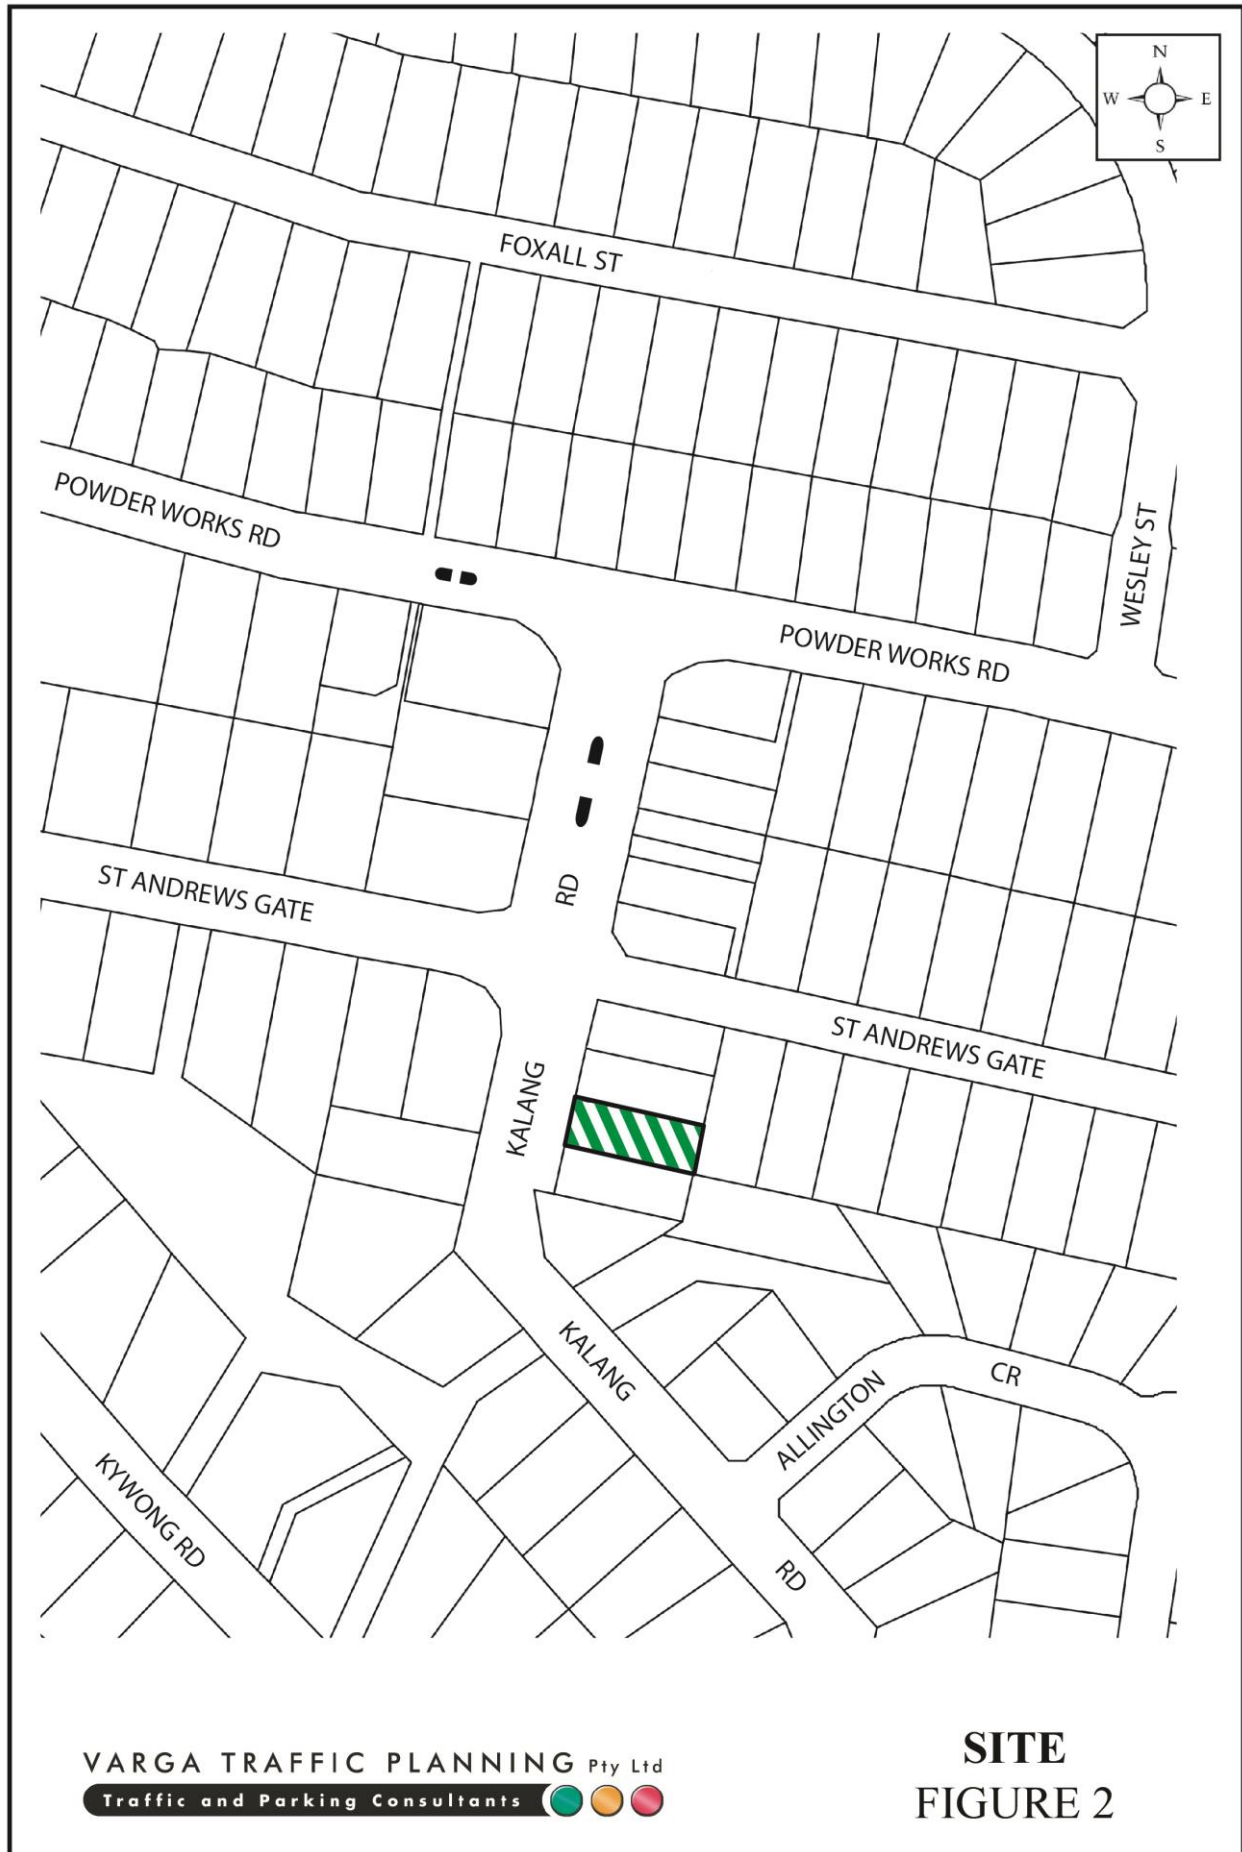 N
W E
S
FOXALL ST
POWDER WORKS RD
WESLEY ST
POWDER WORKS RD
ST ANDREWS GATE
RD
ST ANDREWS GATE
KALANG
KALANG
CR
ALLINGTON
KYWONG RD
RD
VARGA TRAFFIC PLANNING Pty Ltd
Traffic and Parking Consultants
SITE
FIGURE 2